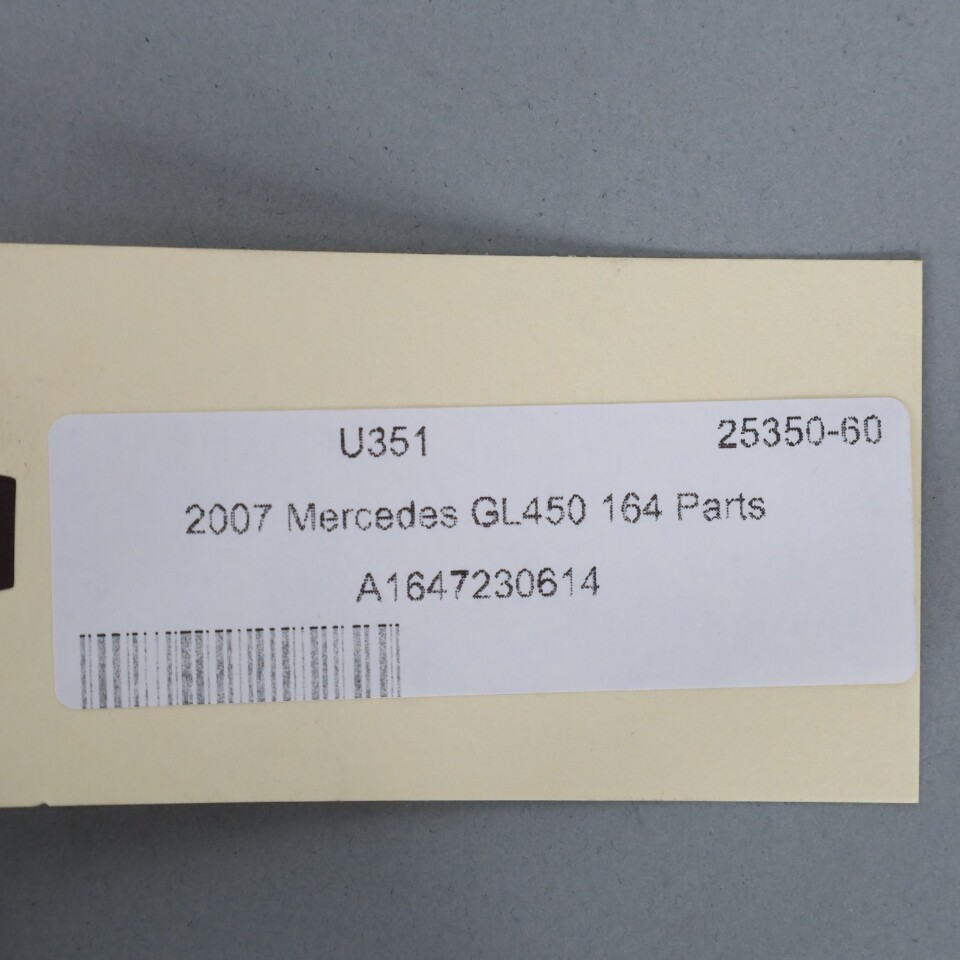 U351 25350-60
2007 Mercedes GL450 164 Parts
A1647230614